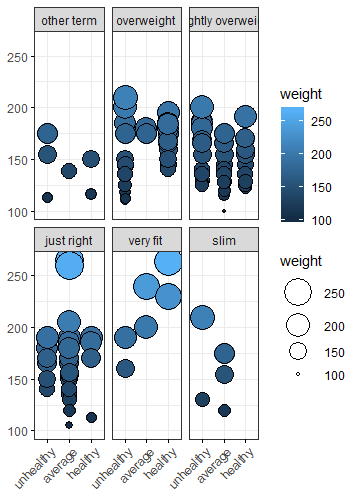 other term
overweight
ghtly overwei
250
200
150
100
just right
very fit
slim
250
200
150
100
unhealthy
average
healthy
unhealthy
average
healthy
unhealthy
average
healthy
weight
250
200
150
100
weight
250
200
150
100